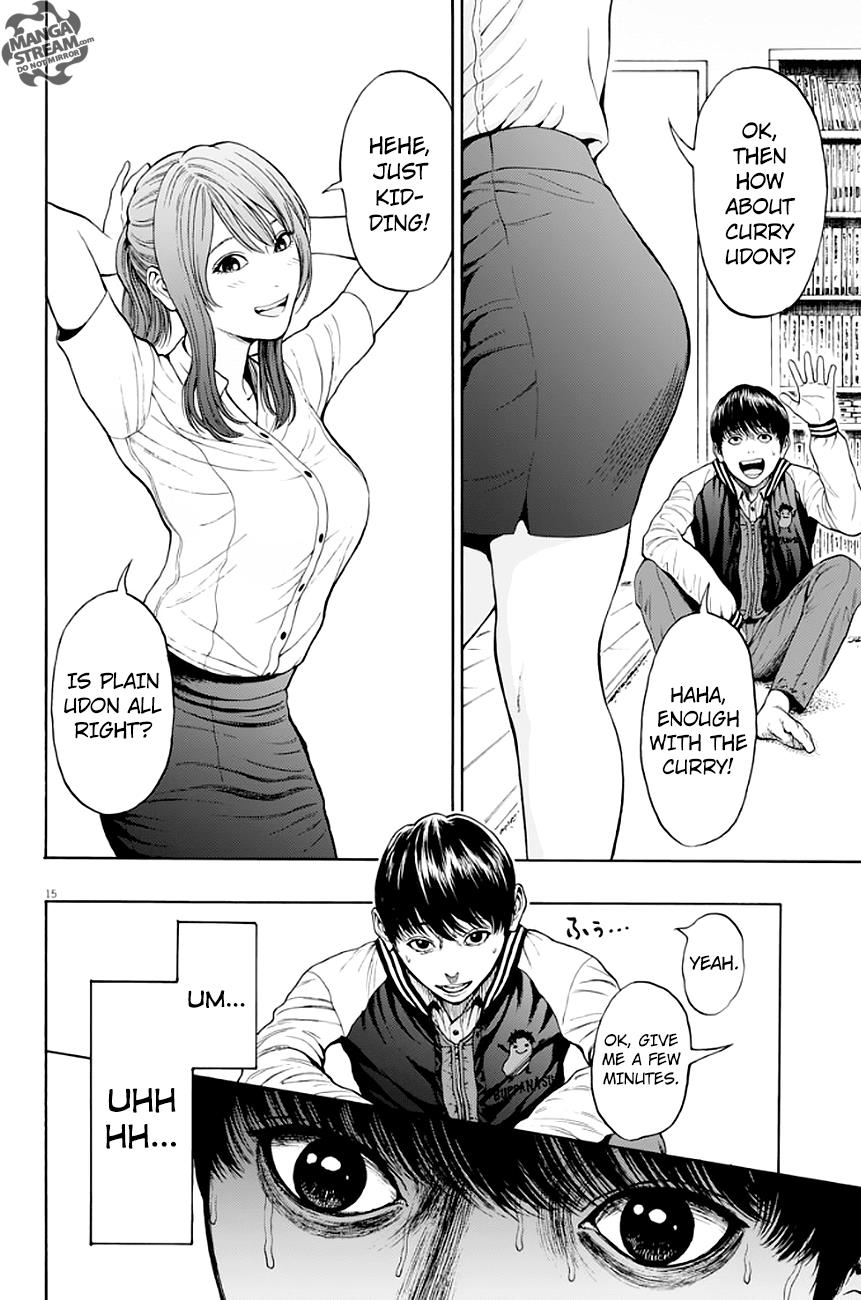 MANGA
STREAM.com
DO NOT MIRROR
OK,
THEN
HOW
ABOUT
CURRY
UDON?
HAHA,
ENOUGH
WITH THE
CURRY!
HEHE,
JUST
KID-
DING!
IS PLAIN
UDON ALL
RIGHT?
15
YEAH.
OK, GIVE
ME A FEW
MINUTES.
ふぅ…
UM...
UHH
HH...